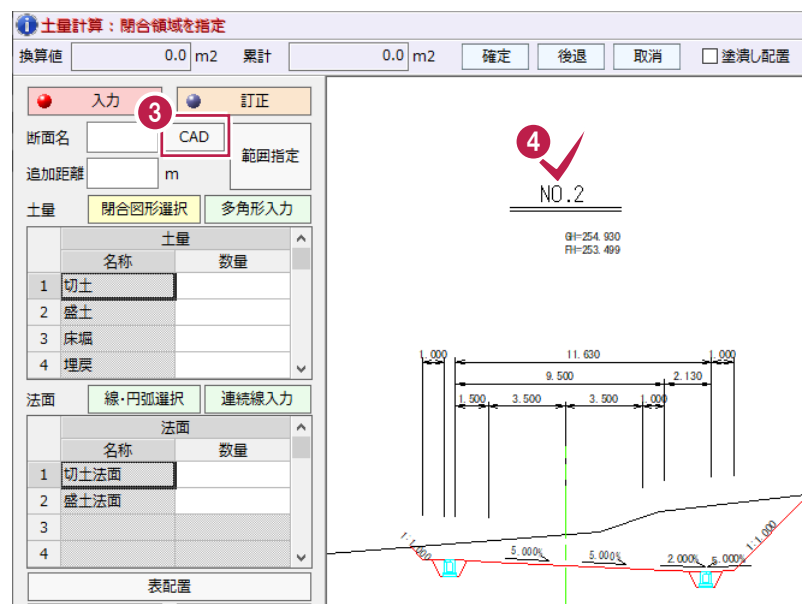 土量計算：閉合領域を指定
換算値 0.0 m2 累計 0.0 m2 確定 後退 取消 塗潰し配置
入力 訂正
3
断面名 CAD 範囲指定
追加距離 m
土量 閉合図形選択 多角形入力
土量
名称 数量
1 切土
2 盛土
3 床堀
4 埋戻
法面 線・円弧選択 連続線入力
法面
名称 数量
1 切土法面
2 盛土法面
3
4
表配置
4
NO.2
GH=254.930
FH=253.499
1.000 11.630 1.000
9.500 2.130
1.500 3.500 3.500 1.000
1:1.000 5.000% 5.000% 2.000% 5.000% 1:1.000